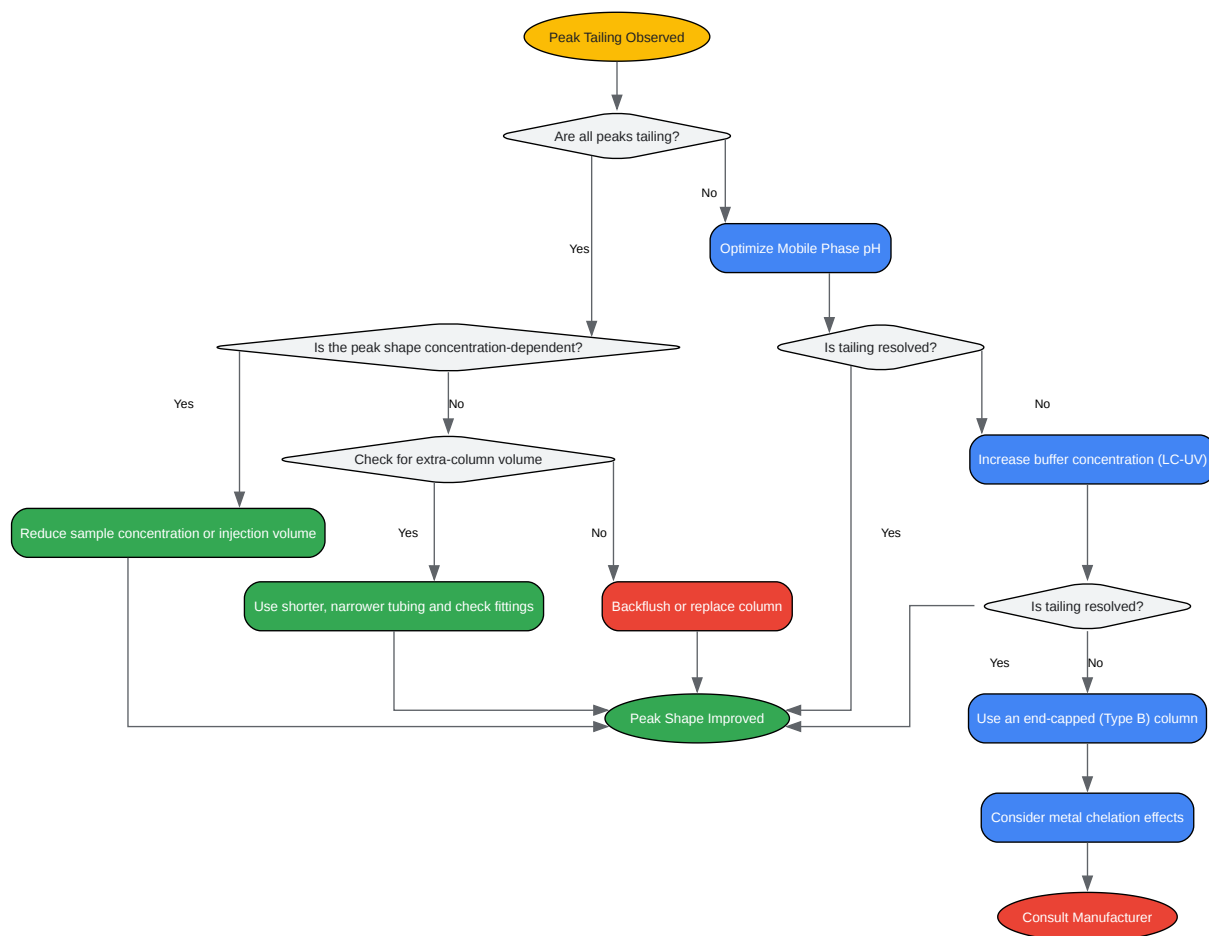 Peak Tailing Observed
Are all peaks tailing?
No
Yes
Optimize Mobile Phase pH
Is the peak shape concentration-dependent?
Is tailing resolved?
Yes
No
No
Check for extra-column volume
Increase buffer concentration (LC-UV)
Reduce sample concentration or injection volume
Yes
No
Yes
Use shorter, narrower tubing and check fittings
Backflush or replace column
Is tailing resolved?
Yes
No
Peak Shape Improved
Use an end-capped (Type B) column
Consider metal chelation effects
Consult Manufacturer